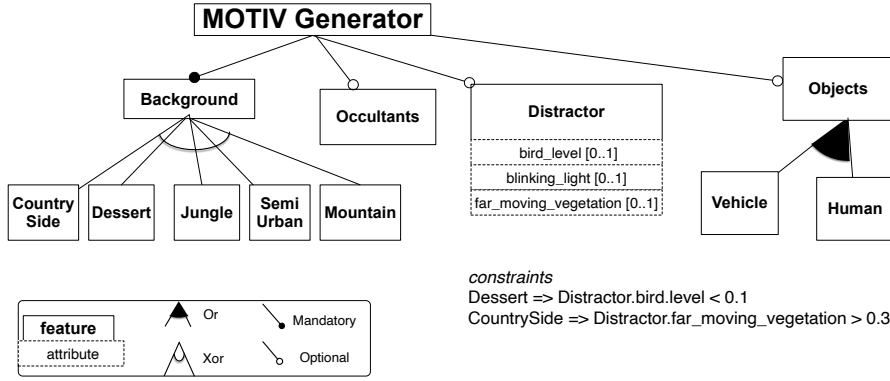 MOTIV Generator
Background
Occultants
Distractor
bird_level [0..1]
blinking_light [0..1]
far_moving_vegetation [0..1]
Objects
Country
Side
Dessert
Jungle
Semi
Urban
Mountain
Vehicle
Human
constraints
Dessert => Distractor.bird.level < 0.1
CountrySide => Distractor.far_moving_vegetation > 0.3
feature
attribute
Or
Xor
Mandatory
Optional